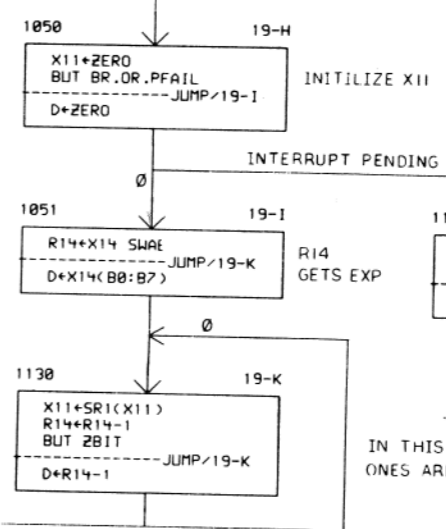 1050 19-H
X11←ZERO
BUT BR.OR.PFAIL
JUMP/19-I
D←ZERO
INITILIZE X11
INTERRUPT PENDING
Ø
1051 19-I
R14←X14 SWAE
JUMP/19-K
D←X14(B0:B7)
R14
GETS EXP
11
Ø
1130 19-K
X11←SR1(X11)
R14←R14-1
BUT ZBIT
JUMP/19-K
D←R14-1
IN THIS
ONES AR